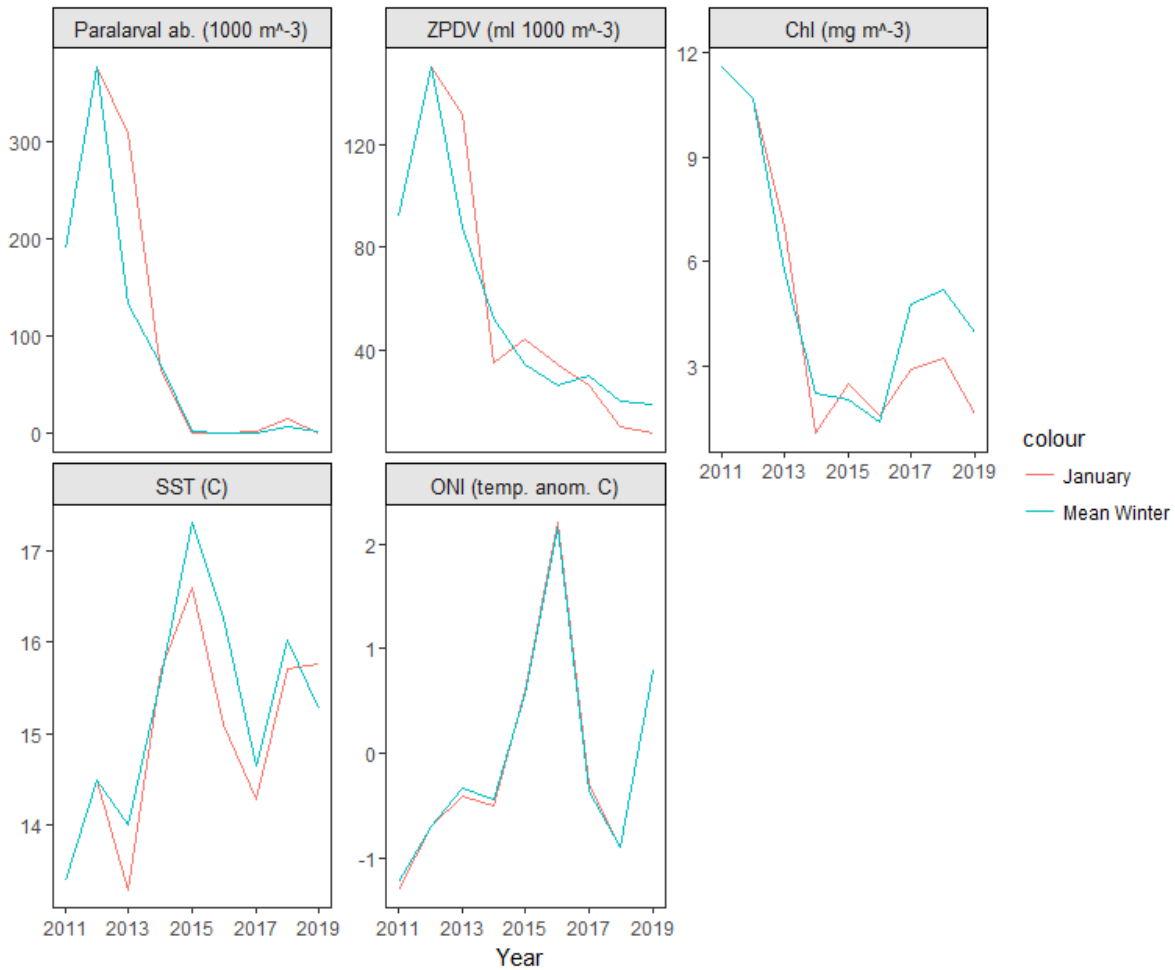 Paralarval ab. (1000 m^-3)
ZPDV (ml 1000 m^-3)
Chl (mg m^-3)
300
200
100
0
120
80
40
12
9
6
3
2011 2013 2015 2017 2019
colour
January
Mean Winter
SST (C)
ONI (temp. anom. C)
17
16
15
14
2
1
0
-1
2011 2013 2015 2017 2019
2011 2013 2015 2017 2019
Year